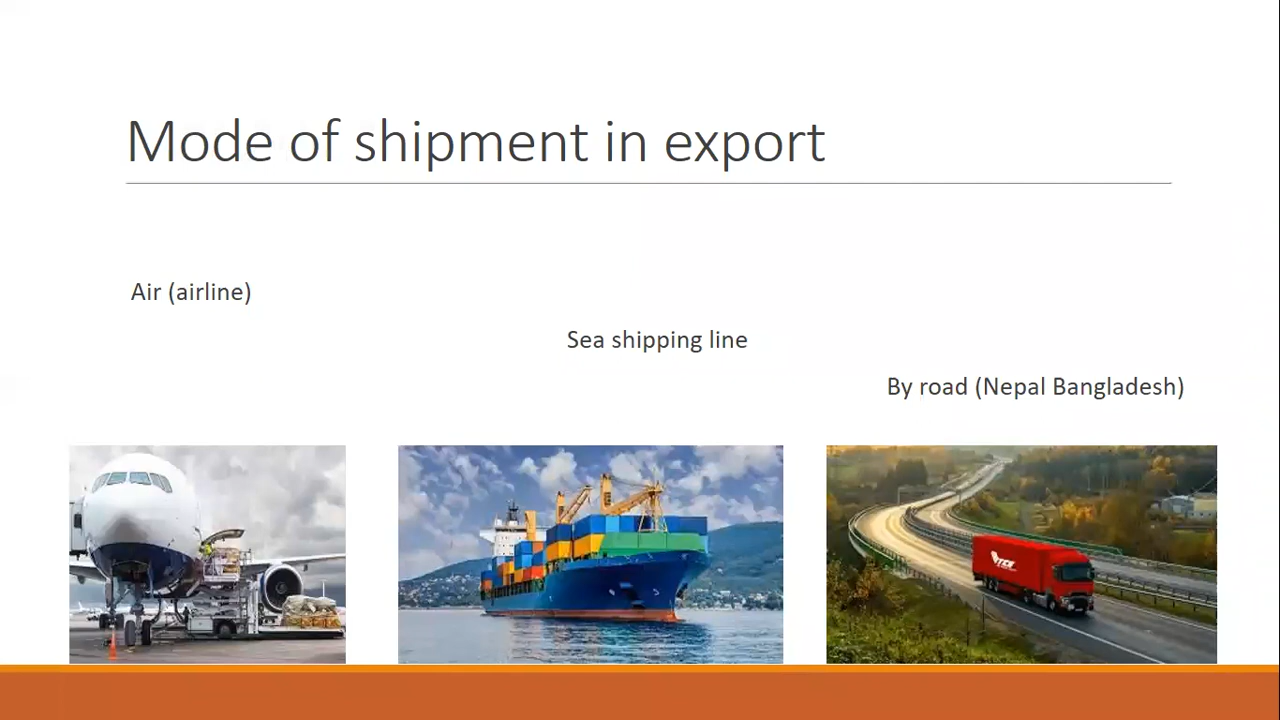 Mode of shipment in export
Air (airline)
Sea shipping line
By road (Nepal Bangladesh)